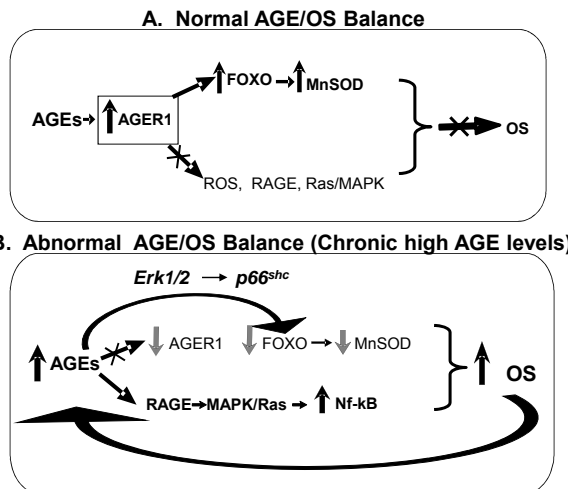 A. Normal AGE/OS Balance
FOXO MnSOD
AGEs AGER1 OS
ROS, RAGE, Ras/MAPK
B. Abnormal AGE/OS Balance (Chronic high AGE levels)
Erk1/2 p66shc
AGEs AGER1 FOXO MnSOD OS
RAGE MAPK/Ras Nf-kB